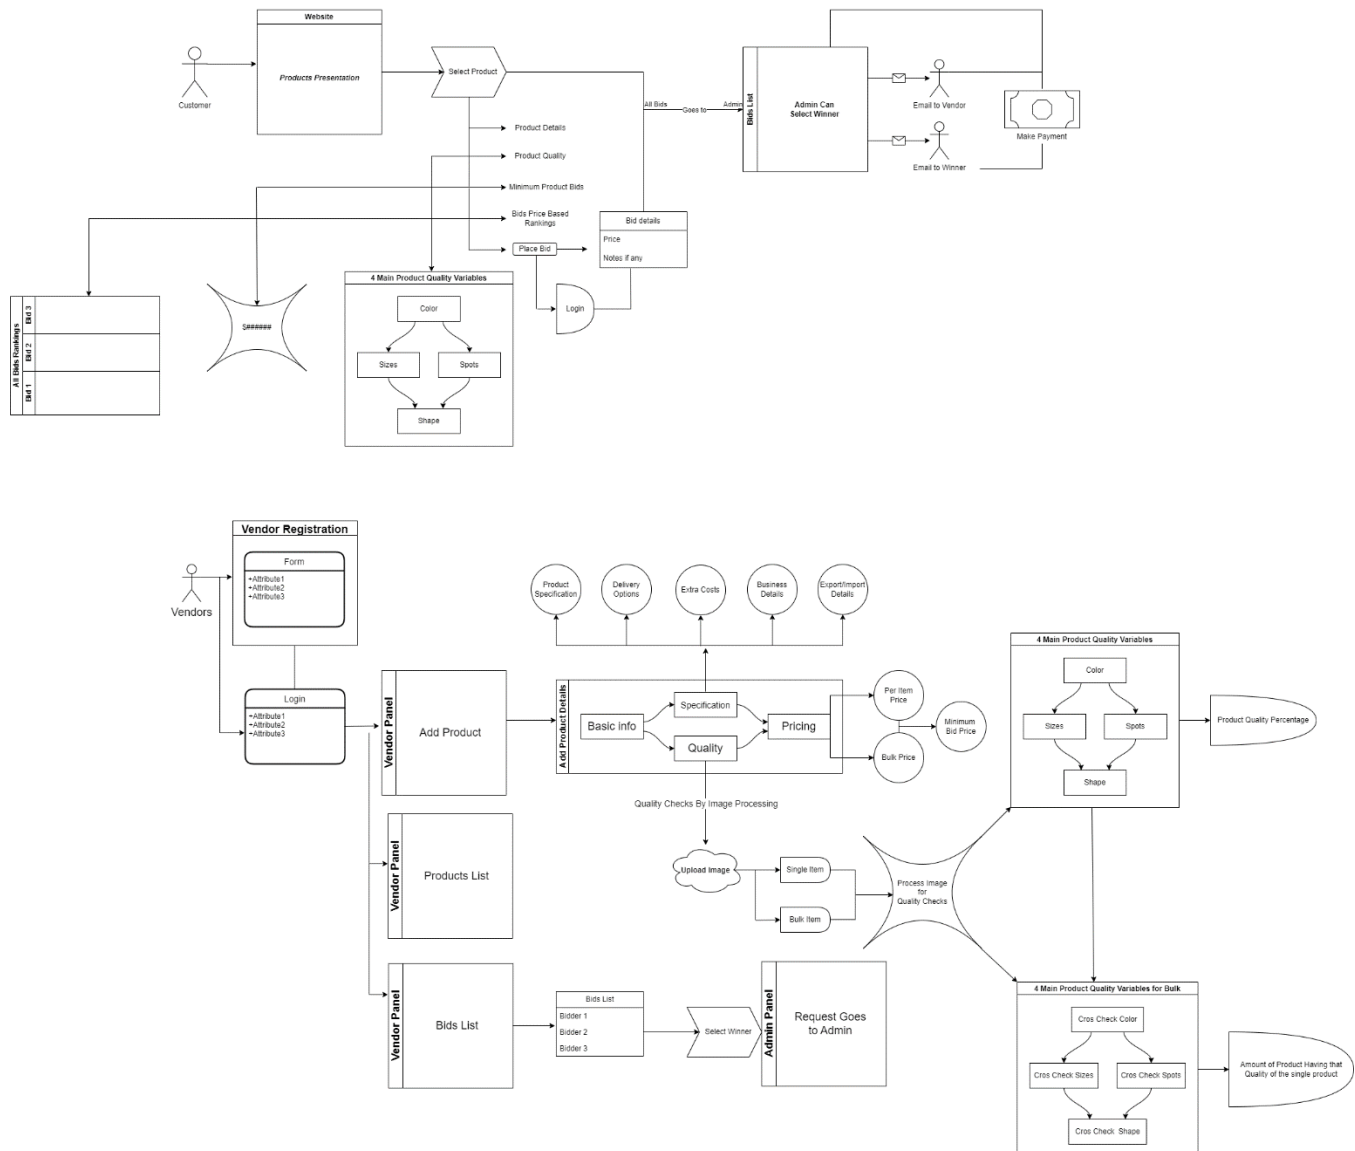 Website
Products Presentation
Customer
Select Product
Product Details
Product Quality
Minimum Product Bids
Bids Price Based
Rankings
Place Bid
Login
Bid details
Price
Notes if any
All Bids
Goes to
Admin
Bids List
Admin Can
Select Winner
Email to Vendor
Email to Winner
Make Payment
All Bids Rankings
Bid 3
Bid 2
Bid 1
$######
4 Main Product Quality Variables
Color
Sizes
Spots
Shape
Vendor Registration
Form
+Attribute1
+Attribute2
+Attribute3
Vendors
Login
+Attribute1
+Attribute2
+Attribute3
Vendor Panel
Add Product
Vendor Panel
Products List
Vendor Panel
Bids List
Product
Specification
Delivery
Options
Extra Costs
Business
Details
Export/Import
Details
Add Product Details
Basic info
Specification
Quality
Pricing
Per Item
Price
Bulk Price
Minimum
Bid Price
Quality Checks By Image Processing
Upload Image
Single Item
Bulk Item
Process Image
for
Quality Checks
4 Main Product Quality Variables
Color
Sizes
Spots
Shape
Product Quality Percentage
Bids List
Bidder 1
Bidder 2
Bidder 3
Select Winner
Admin Panel
Request Goes
to Admin
4 Main Product Quality Variables for Bulk
Cros Check Color
Cros Check Sizes
Cros Check Spots
Cros Check Shape
Amount of Product Having that
Quality of the single product